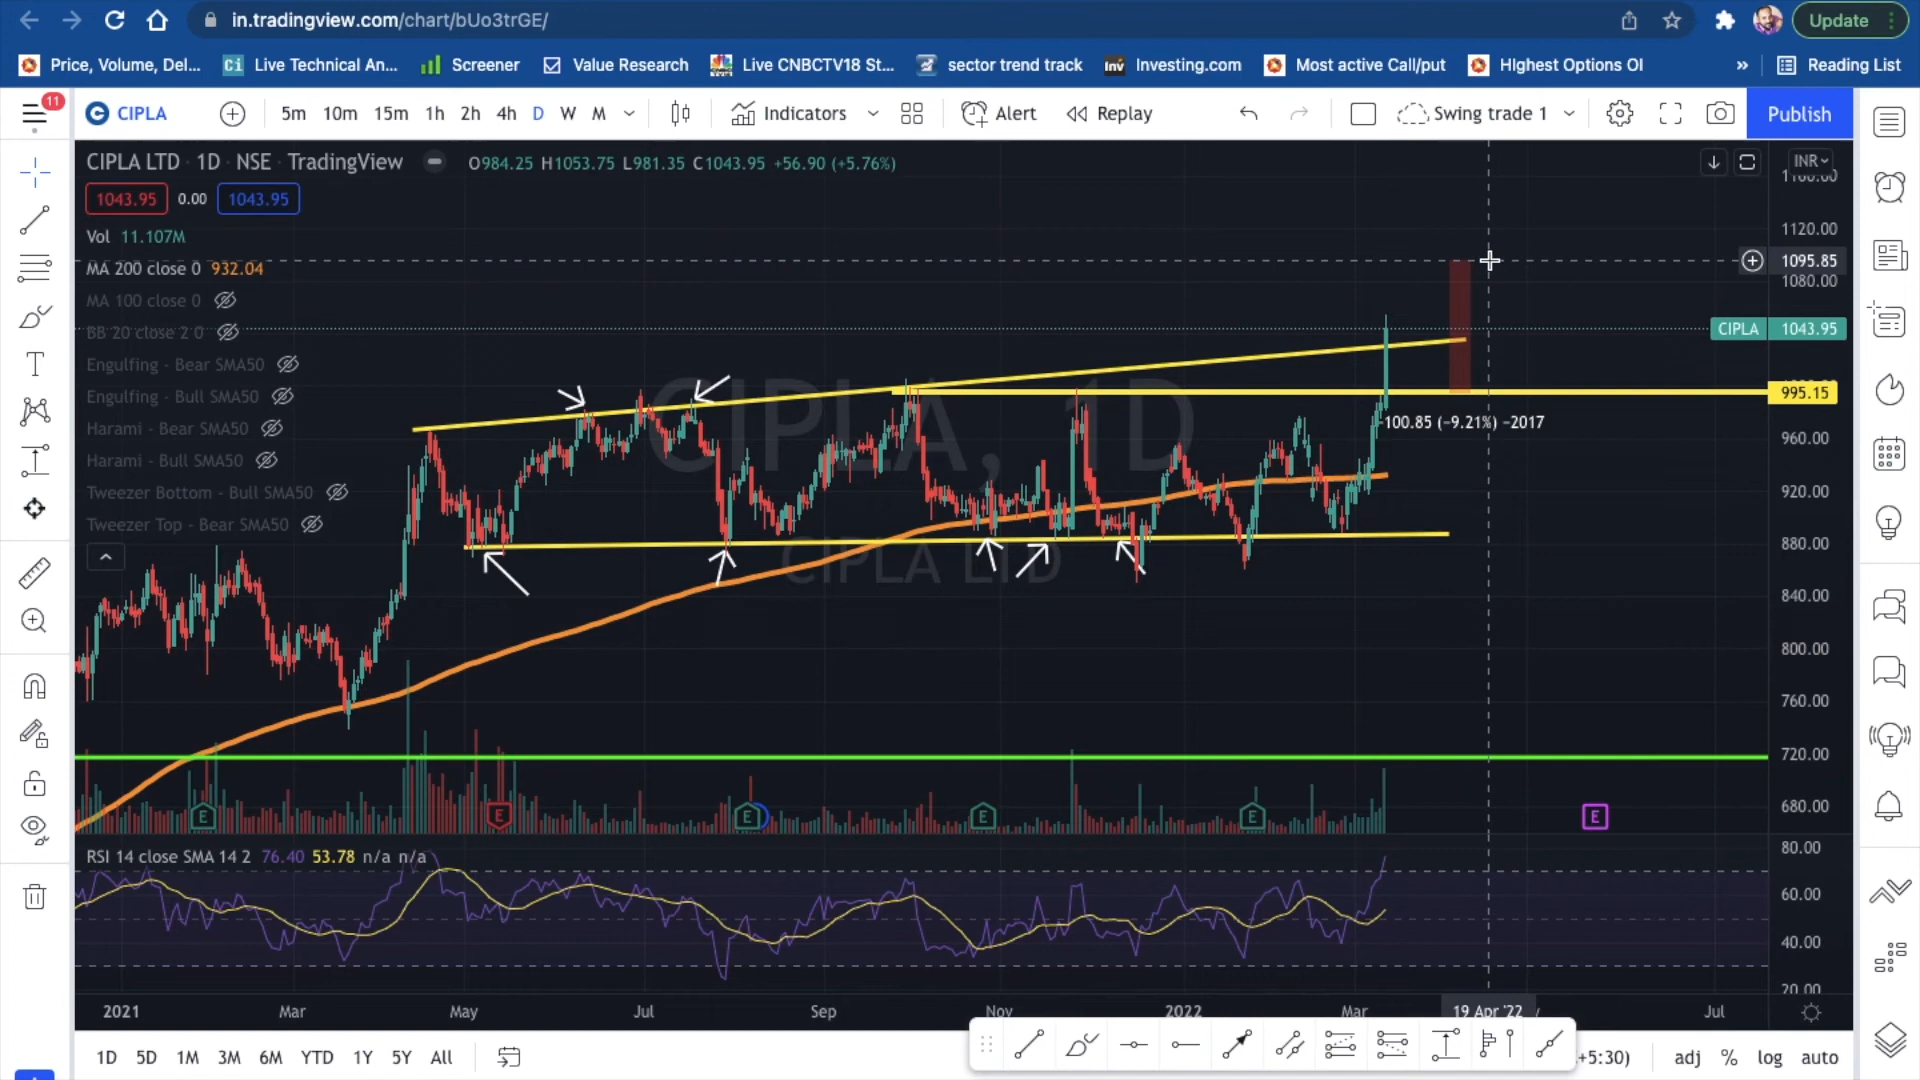 in.tradingview.com/chart/bUo3trGE/
Update
Price, Volume, Del...
Live Technical An...
Screener
Value Research
Live CNBCTV18 St...
sector trend track
Investing.com
Most active Call/put
HIghest Options OI
»
Reading List
11
CIPLA
5m 10m 15m 1h 2h 4h D W M
Indicators
Alert
Replay
Swing trade 1
Publish
CIPLA LTD · 1D · NSE · TradingView
O984.25 H1053.75 L981.35 C1043.95 +56.90 (+5.76%)
INR
1043.95 0.00 1043.95
Vol 11.107M
MA 200 close 0 932.04
MA 100 close 0
BB 20 close 2 0
Engulfing - Bear SMA50
Engulfing - Bull SMA50
Harami - Bear SMA50
Harami - Bull SMA50
Tweezer Bottom - Bull SMA50
Tweezer Top - Bear SMA50
CIPLA, 1D
CIPLA LTD
-100.85 (-9.21%) -2017
1120.00
1095.85
1080.00
CIPLA 1043.95
995.15
960.00
920.00
880.00
840.00
800.00
760.00
720.00
680.00
E E E E E E
RSI 14 close SMA 14 2 76.40 53.78 n/a n/a
80.00
60.00
40.00
20.00
2021 Mar May Jul Sep Nov 2022 Mar 19 Apr '22 Jul
1D 5D 1M 3M 6M YTD 1Y 5Y All
+5:30)
adj % log auto